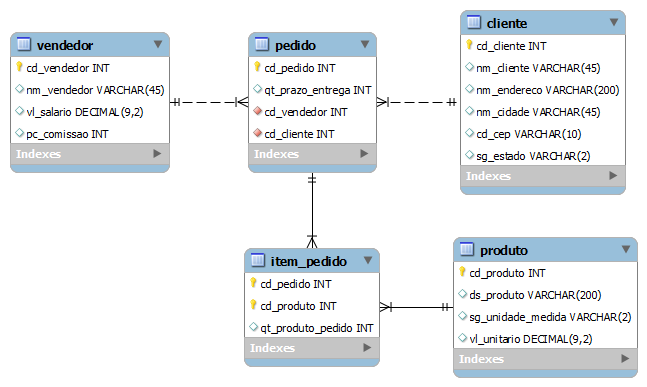 vendedor
cd_vendedor INT
nm_vendedor VARCHAR(45)
vl_salario DECIMAL(9,2)
pc_comissao INT
Indexes
pedido
cd_pedido INT
qt_prazo_entrega INT
cd_vendedor INT
cd_cliente INT
Indexes
cliente
cd_cliente INT
nm_cliente VARCHAR(45)
nm_endereco VARCHAR(200)
nm_cidade VARCHAR(45)
cd_cep VARCHAR(10)
sg_estado VARCHAR(2)
Indexes
item_pedido
cd_pedido INT
cd_produto INT
qt_produto_pedido INT
Indexes
produto
cd_produto INT
ds_produto VARCHAR(200)
sg_unidade_medida VARCHAR(2)
vl_unitario DECIMAL(9,2)
Indexes